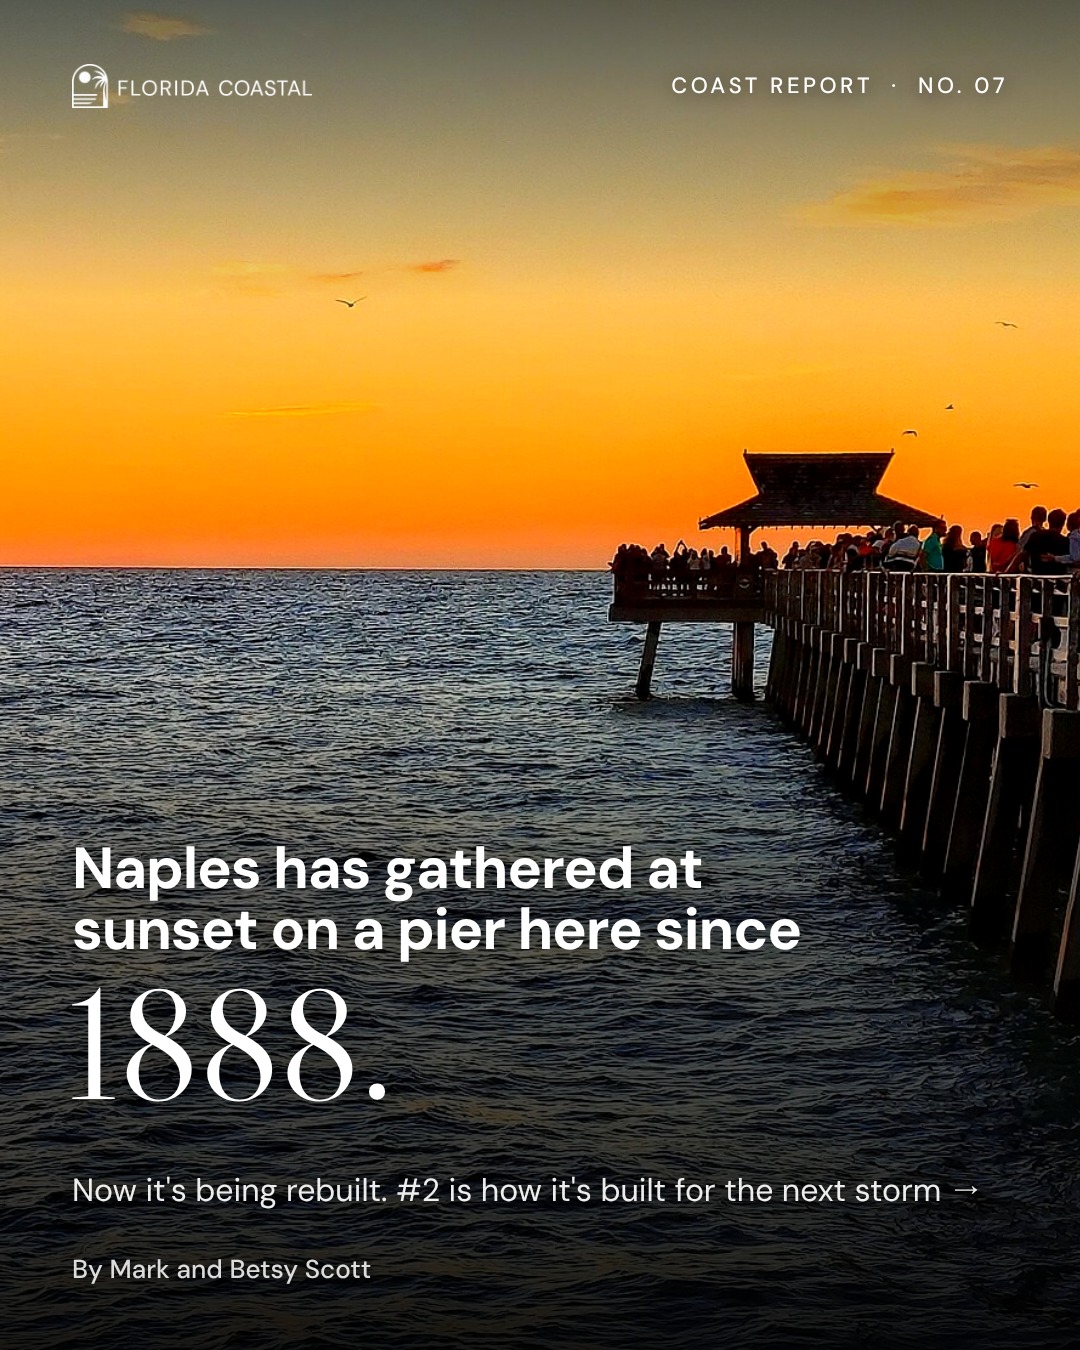 FLORIDA COASTAL
COAST REPORT · NO. 07
Naples has gathered at
sunset on a pier here since
1888.
Now it's being rebuilt. #2 is how it's built for the next storm →
By Mark and Betsy Scott